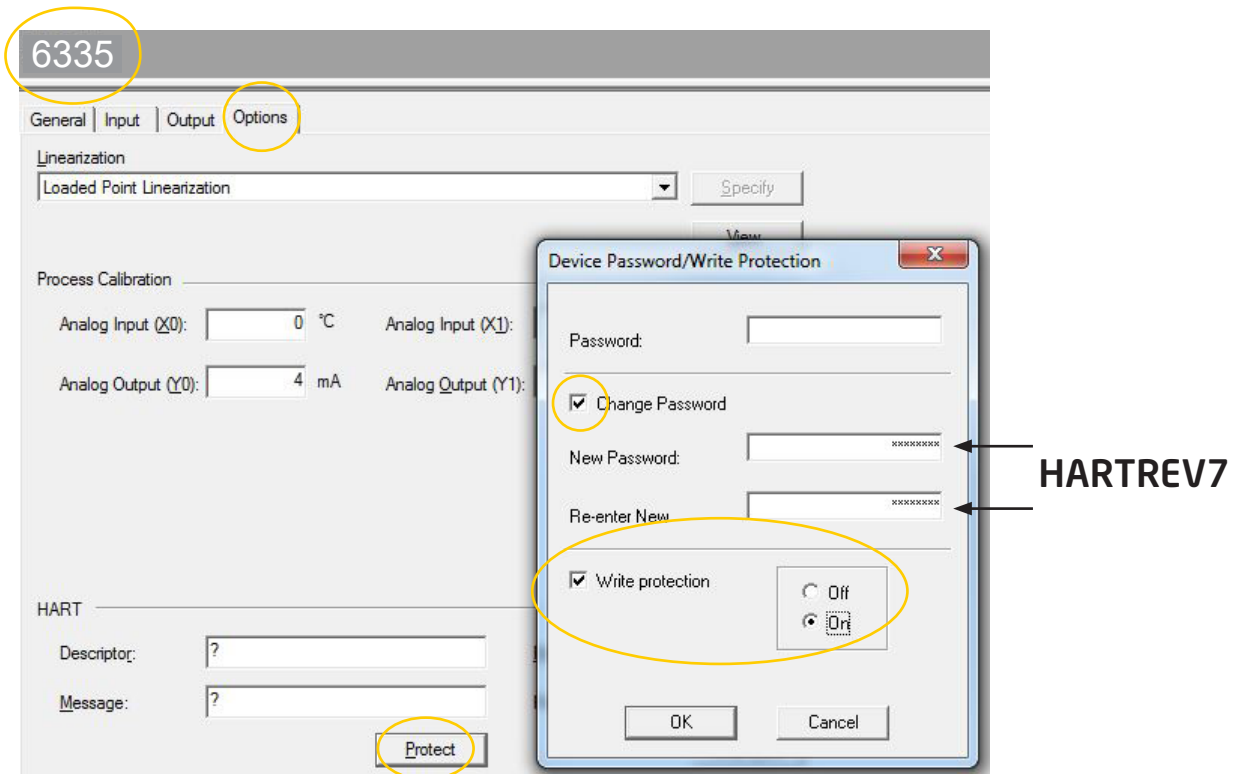 6335
General Input Output Options
Linearization
Loaded Point Linearization
Specify
View
Device Password/Write Protection
Process Calibration
Analog Input (X0): 0 °C Analog Input (X1):
Analog Output (Y0): 4 mA Analog Output (Y1):
Password:
Change Password
New Password: ********
Re-enter New ********
HARTREV7
Write protection
Off
On
HART
Descriptor: ?
Message: ?
Protect
OK Cancel